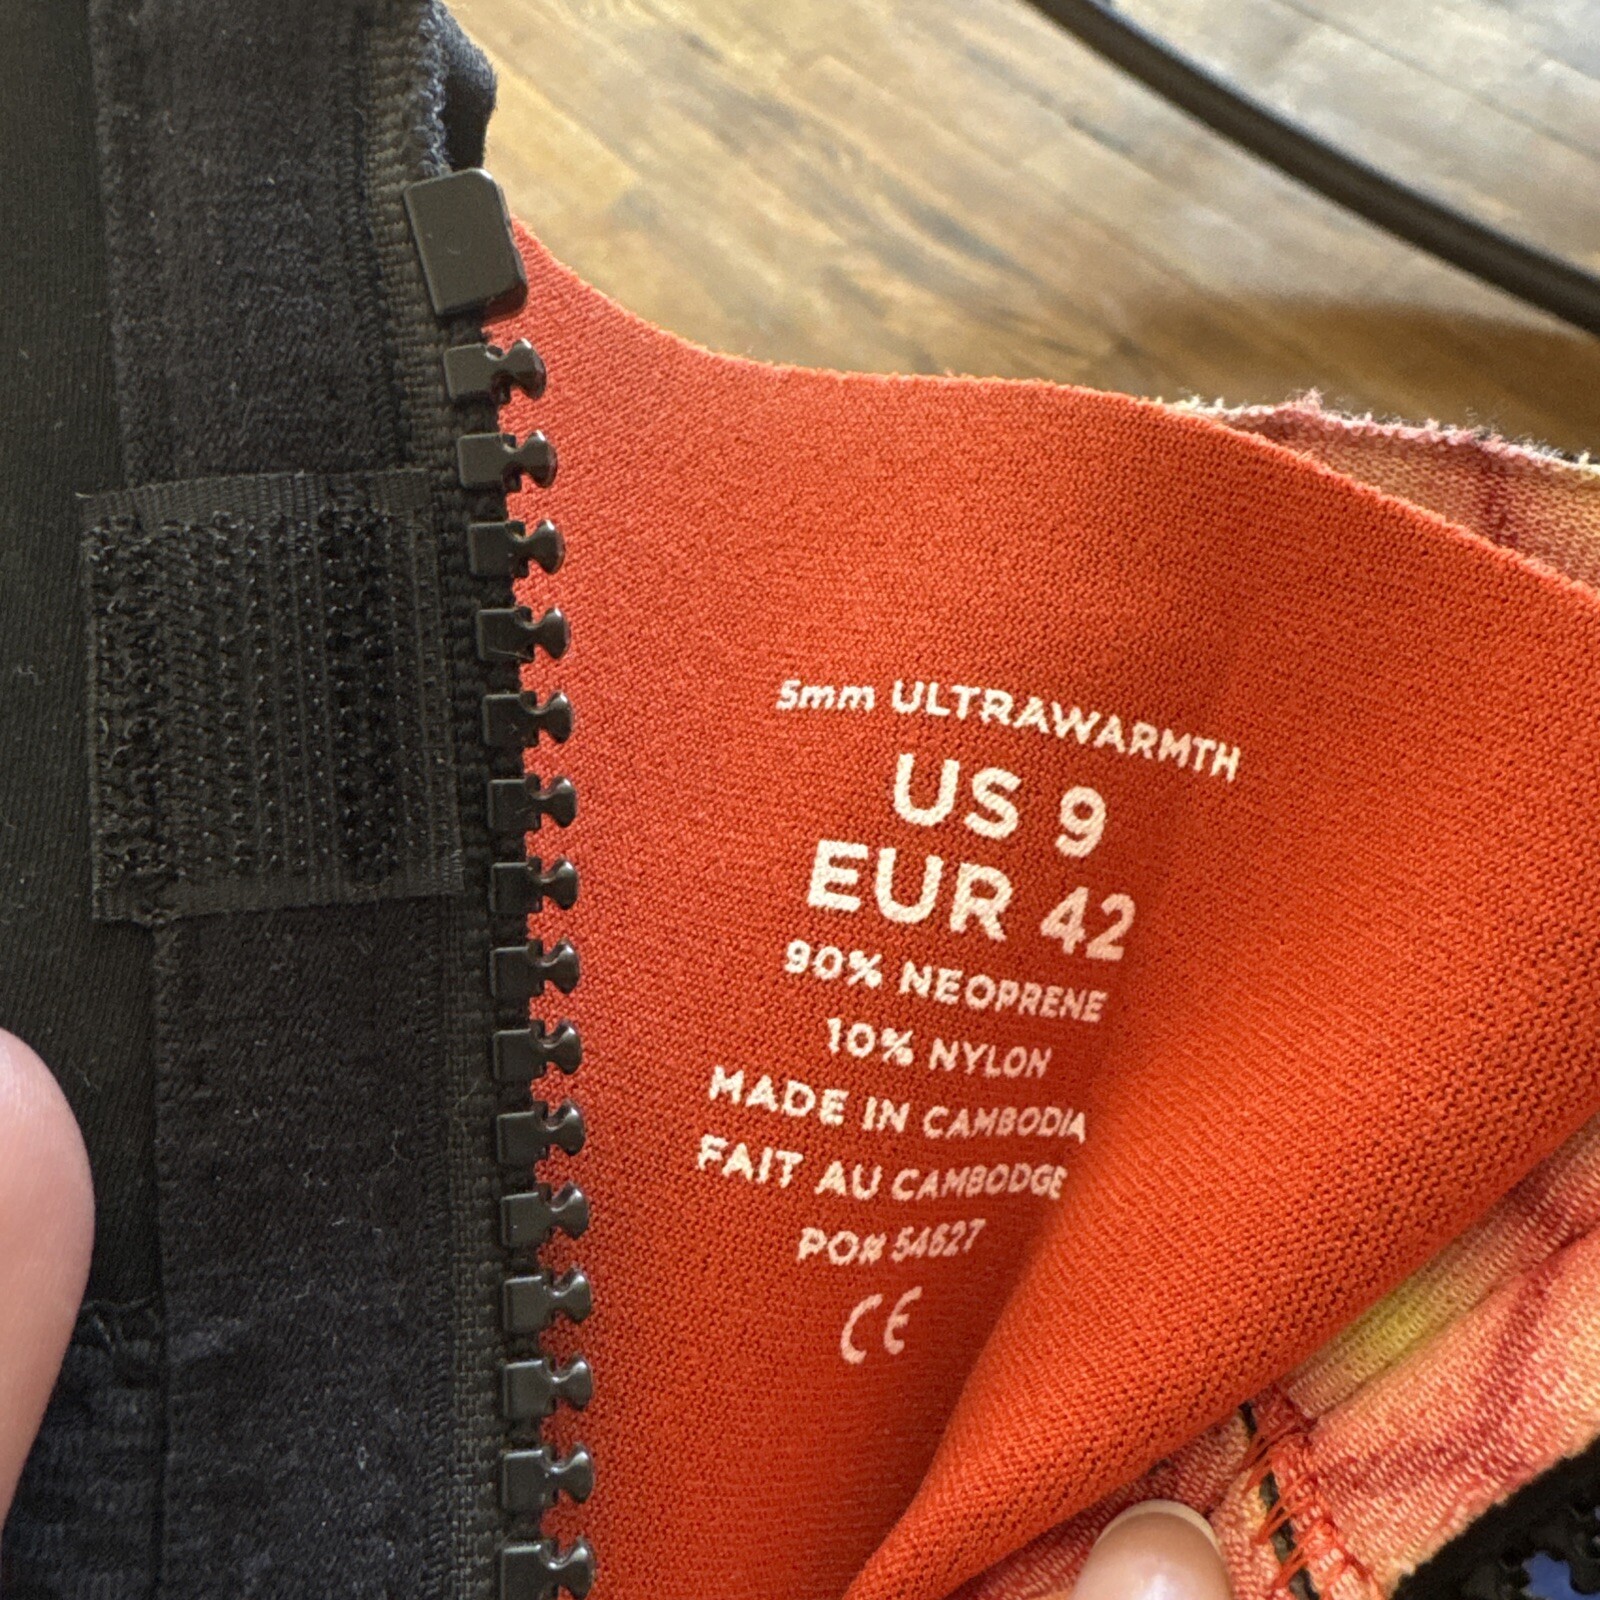 5mm ULTRAWARMTH
US 9
EUR 42
90% NEOPRENE
10% NYLON
MADE IN CAMBODIA
FAIT AU CAMBODGE
PO# 54627
CE